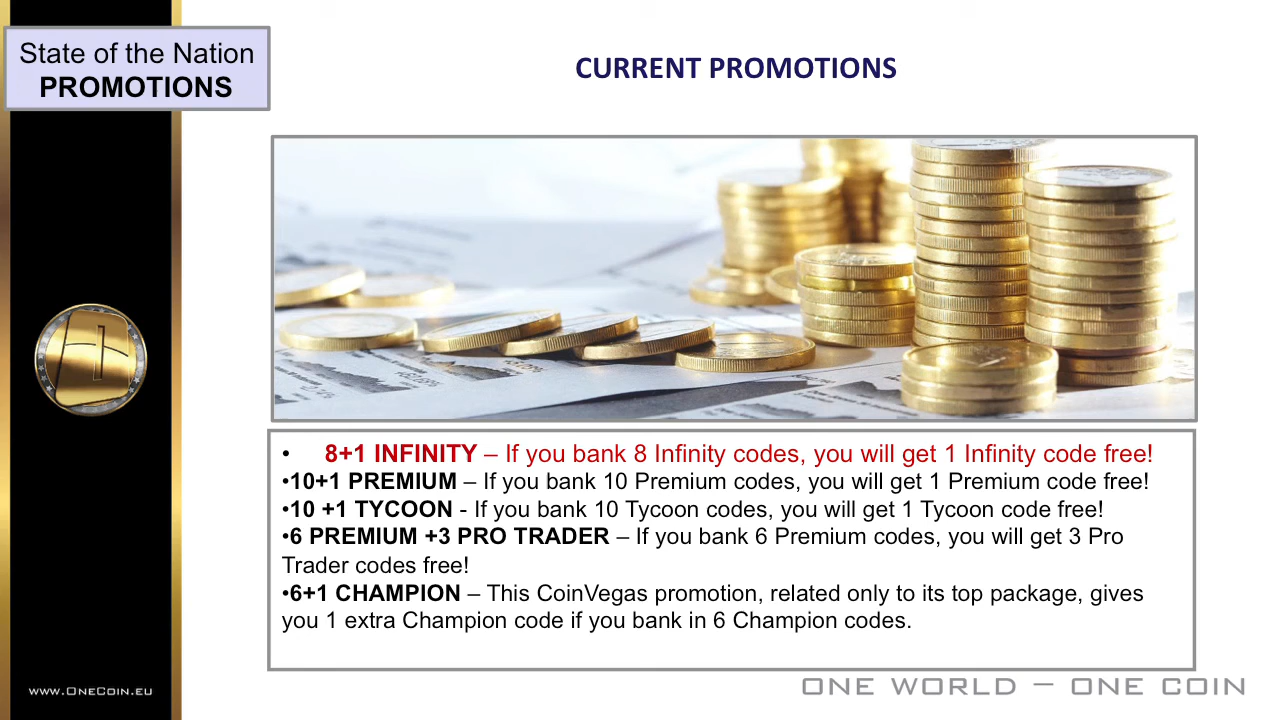 State of the Nation
PROMOTIONS
CURRENT PROMOTIONS
• 8+1 INFINITY – If you bank 8 Infinity codes, you will get 1 Infinity code free!
•10+1 PREMIUM – If you bank 10 Premium codes, you will get 1 Premium code free!
•10 +1 TYCOON - If you bank 10 Tycoon codes, you will get 1 Tycoon code free!
•6 PREMIUM +3 PRO TRADER – If you bank 6 Premium codes, you will get 3 Pro
Trader codes free!
•6+1 CHAMPION – This CoinVegas promotion, related only to its top package, gives
you 1 extra Champion code if you bank in 6 Champion codes.
www.OneCoin.eu
ONE WORLD – ONE COIN